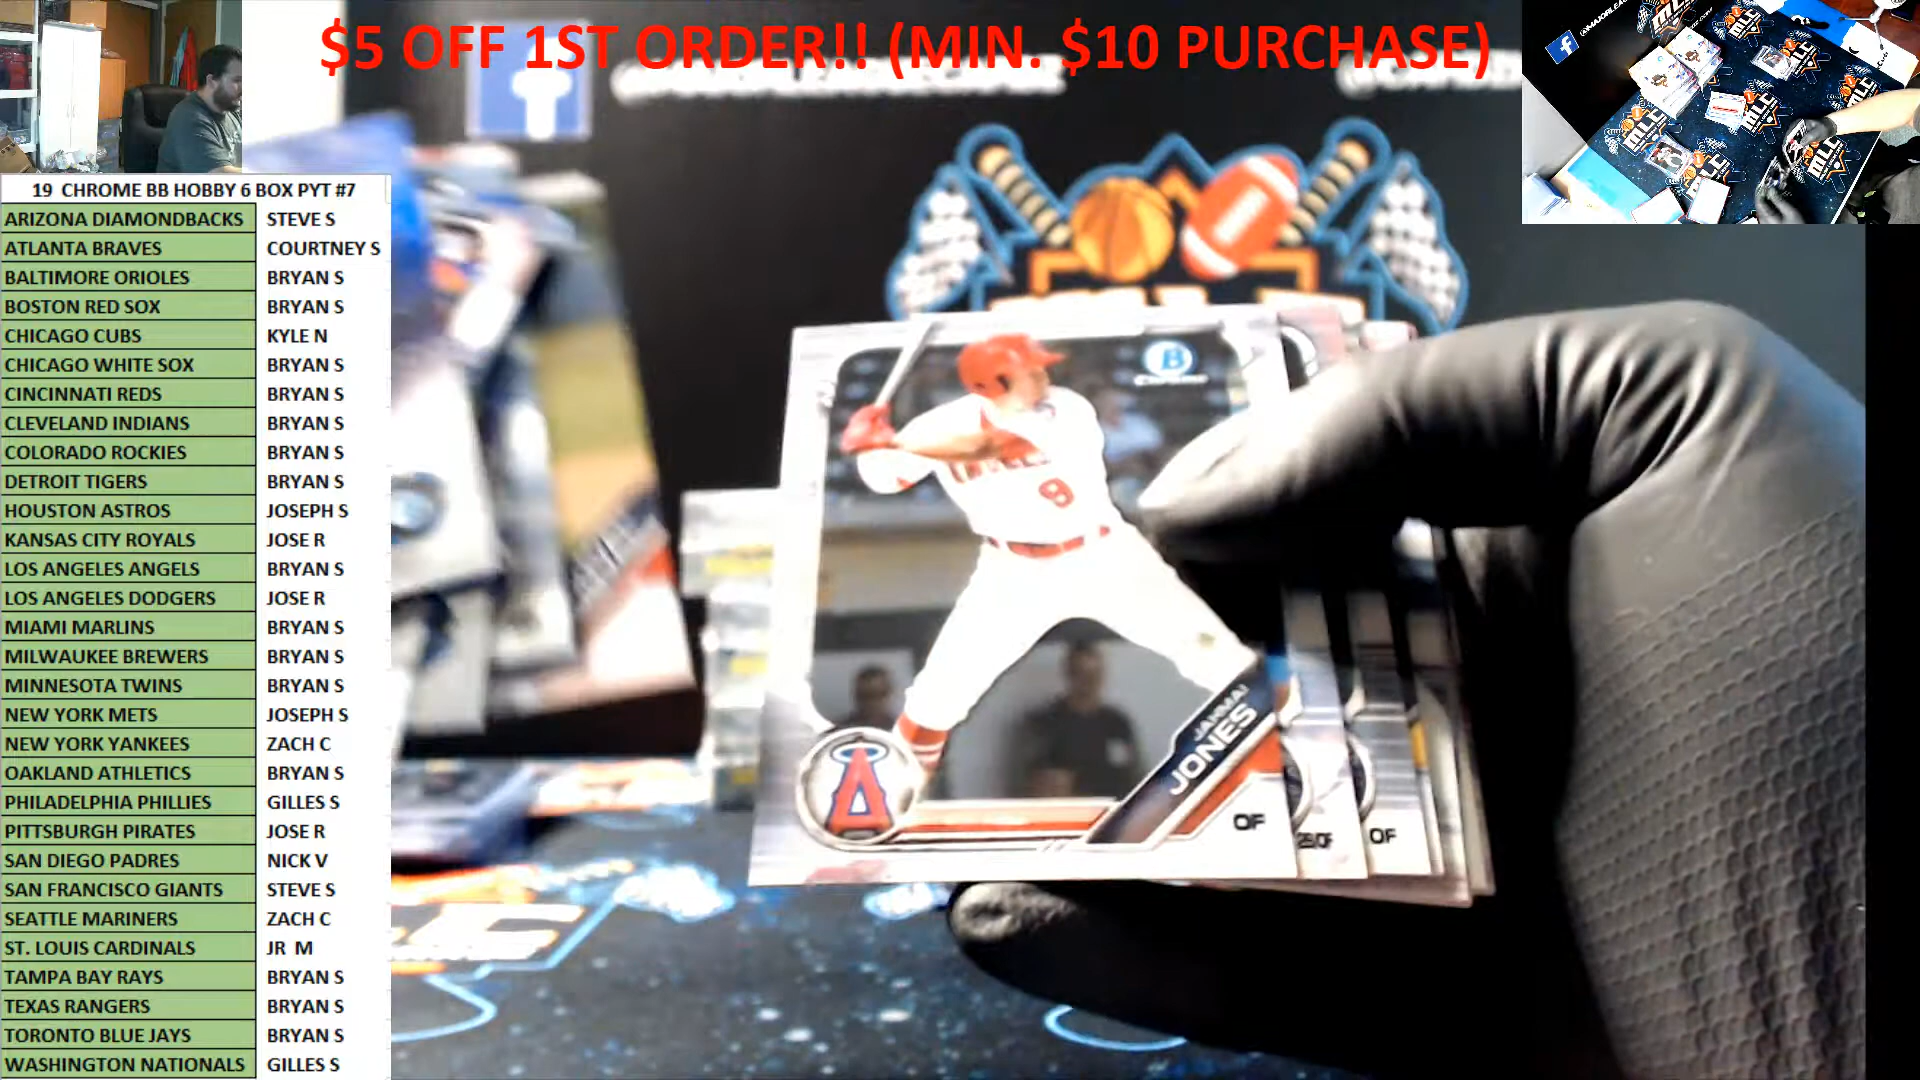 $5 OFF 1ST ORDER!! (MIN. $10 PURCHASE)
19 CHROME BB HOBBY 6 BOX PYT #7
ARIZONA DIAMONDBACKS STEVE S
ATLANTA BRAVES COURTNEY S
BALTIMORE ORIOLES BRYAN S
BOSTON RED SOX BRYAN S
CHICAGO CUBS KYLE N
CHICAGO WHITE SOX BRYAN S
CINCINNATI REDS BRYAN S
CLEVELAND INDIANS BRYAN S
COLORADO ROCKIES BRYAN S
DETROIT TIGERS BRYAN S
HOUSTON ASTROS JOSEPH S
KANSAS CITY ROYALS JOSE R
LOS ANGELES ANGELS BRYAN S
LOS ANGELES DODGERS JOSE R
MIAMI MARLINS BRYAN S
MILWAUKEE BREWERS BRYAN S
MINNESOTA TWINS BRYAN S
NEW YORK METS JOSEPH S
NEW YORK YANKEES ZACH C
OAKLAND ATHLETICS BRYAN S
PHILADELPHIA PHILLIES GILLES S
PITTSBURGH PIRATES JOSE R
SAN DIEGO PADRES NICK V
SAN FRANCISCO GIANTS STEVE S
SEATTLE MARINERS ZACH C
ST. LOUIS CARDINALS JR M
TAMPA BAY RAYS BRYAN S
TEXAS RANGERS BRYAN S
TORONTO BLUE JAYS BRYAN S
WASHINGTON NATIONALS GILLES S
B
CHROME
9
A
JAHMAI
JONES
OF
OF
MLC
MLC
MLC